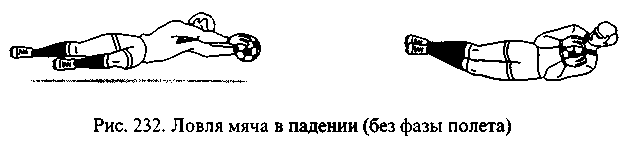 Рис. 232. Ловля мяча в падении (без фазы полета)